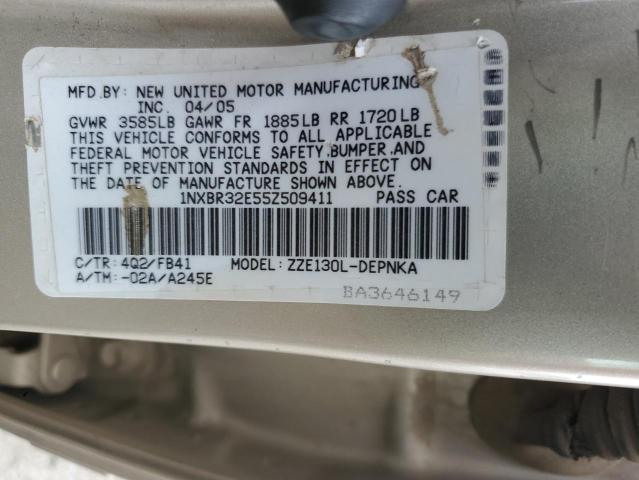 MFD.BY: NEW UNITED MOTOR MANUFACTURING
INC. 04/05
GVWR 3585LB GAWR FR 1885LB RR 1720LB
THIS VEHICLE CONFORMS TO ALL APPLICABLE
FEDERAL MOTOR VEHICLE SAFETY.BUMPER.AND
THEFT PREVENTION STANDARDS IN EFFECT ON
THE DATE OF MANUFACTURE SHOWN ABOVE.
1NXBR32E55Z509411 PASS CAR
C/TR: 4Q2/FB41 MODEL: ZZE130L-DEPNKA
A/TM: -02A/A245E
BA3646149